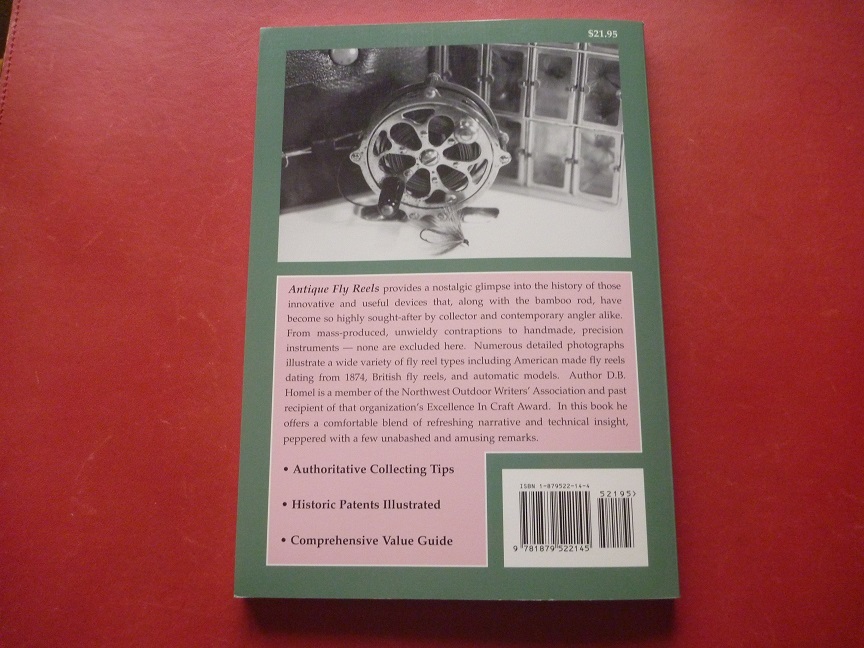 $21.95
Antique Fly Reels provides a nostalgic glimpse into the history of those
innovative and useful devices that, along with the bamboo rod, have
become so highly sought-after by collector and contemporary angler alike.
From mass-produced, unwieldy contraptions to handmade, precision
instruments — none are excluded here. Numerous detailed photographs
illustrate a wide variety of fly reel types including American made fly reels
dating from 1874, British fly reels, and automatic models. Author D.B.
Homel is a member of the Northwest Outdoor Writers' Association and past
recipient of that organization's Excellence In Craft Award. In this book he
offers a comfortable blend of refreshing narrative and technical insight,
peppered with a few unabashed and amusing remarks.
• Authoritative Collecting Tips
• Historic Patents Illustrated
• Comprehensive Value Guide
ISBN 1-879522-14-4
52195>
9 781879 522145